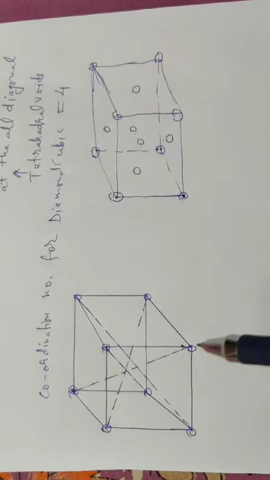 at the all diagonal
↑
Tetrahedral voids
Co-ordination no. for Diamond cubic = 4